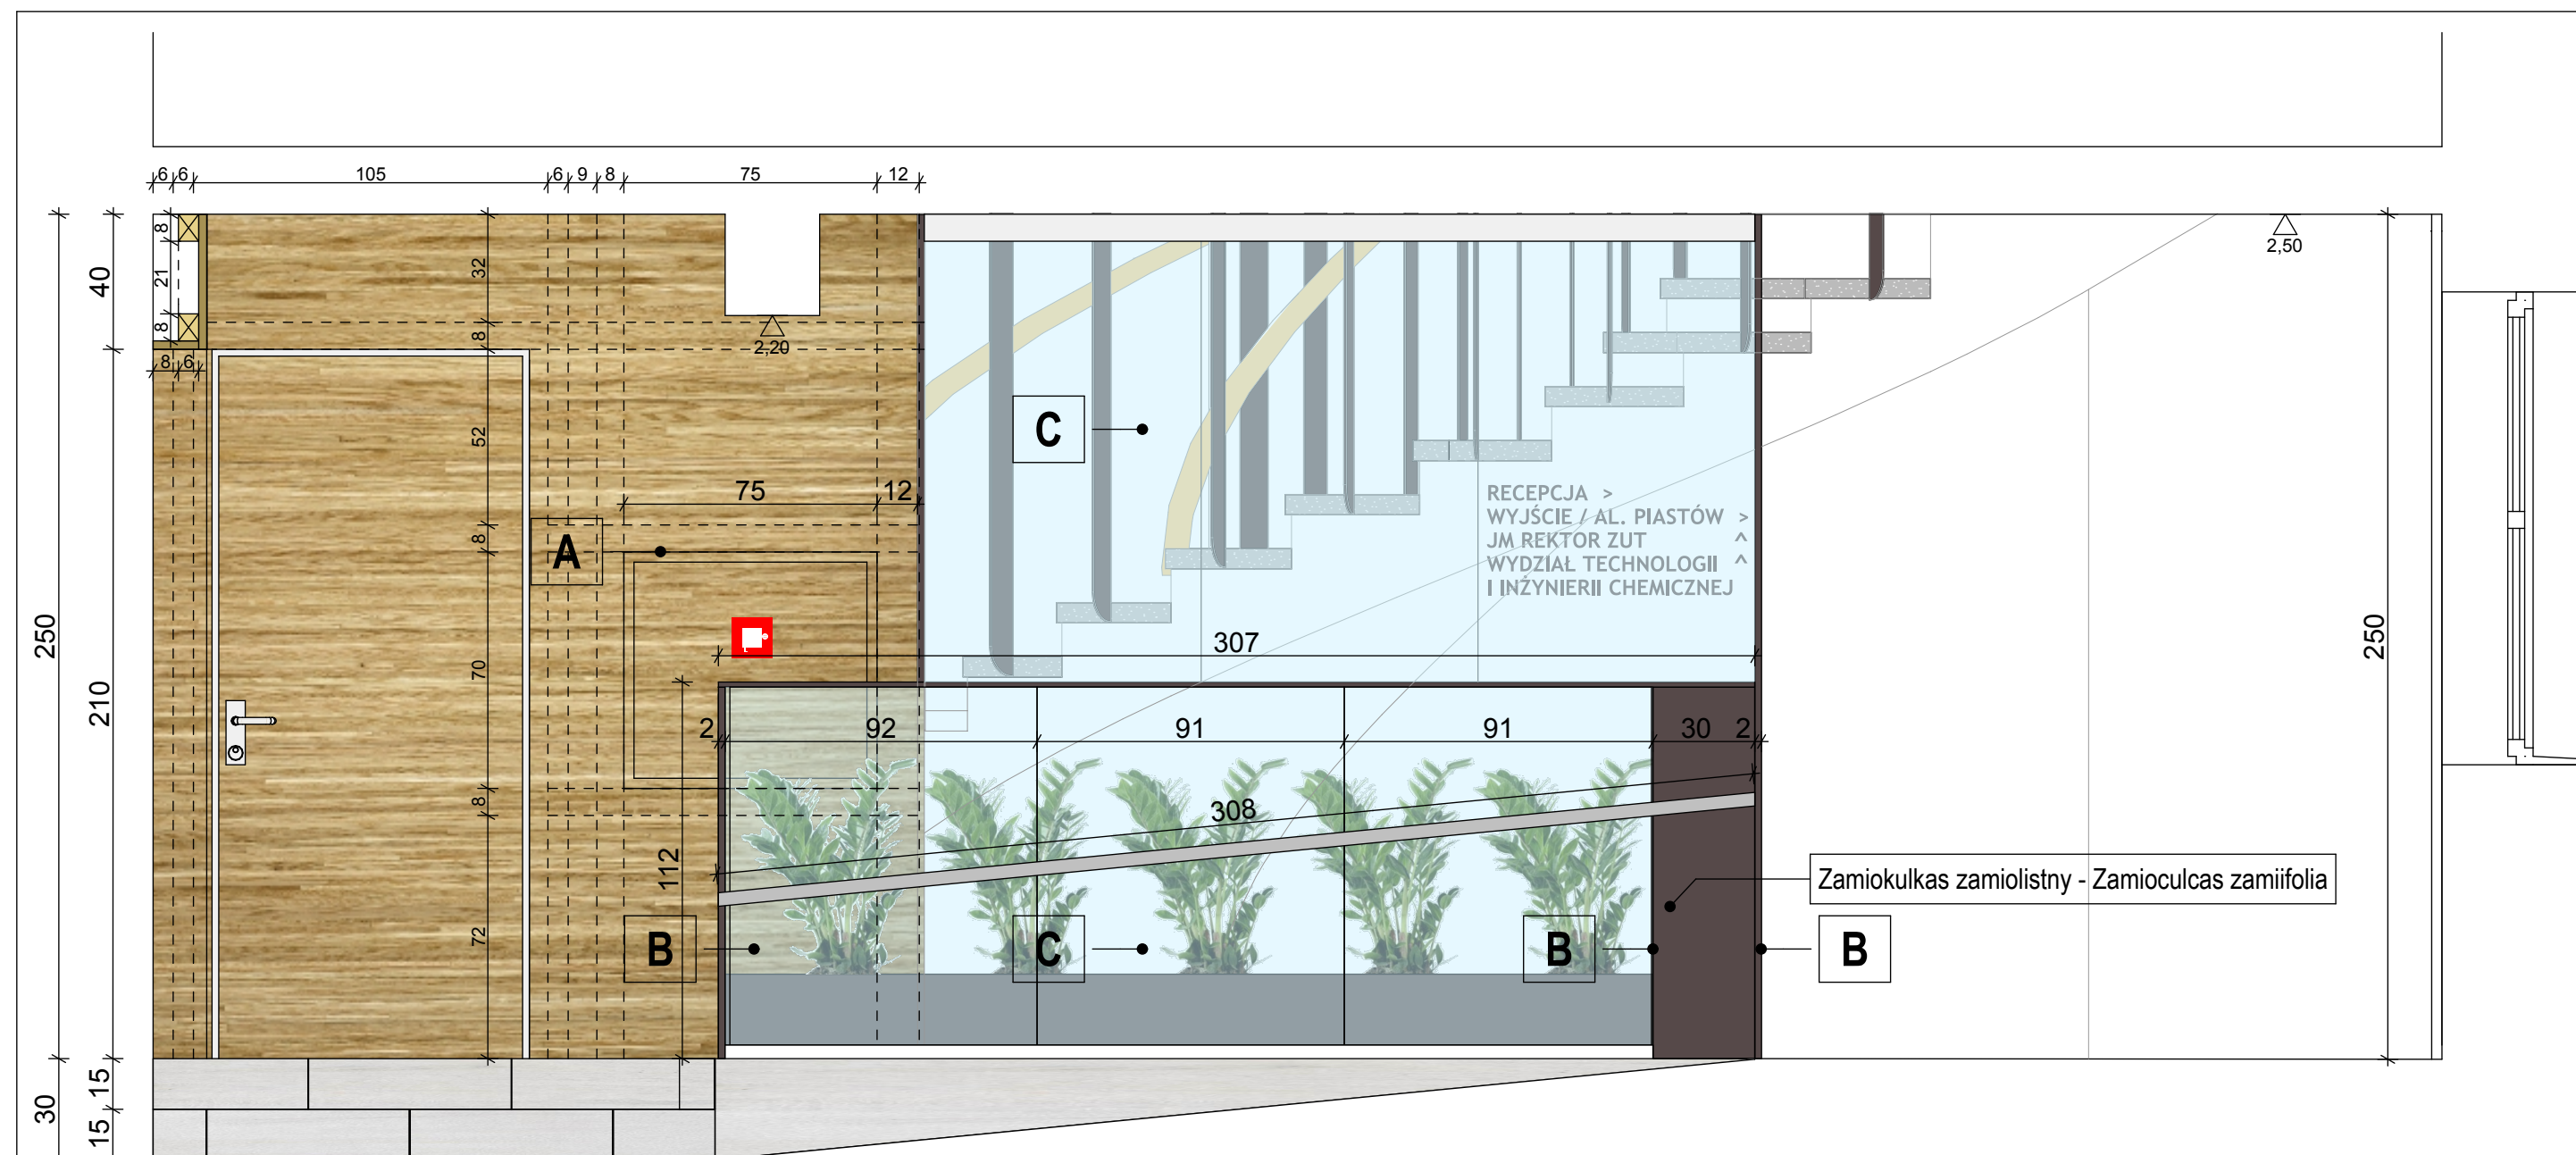 6 6 105 6 9 8 75 12
8
21
8
8 6
40
250
210
30
15
15
32
8
52
8
70
8
72
2,20
2,50
250
75 12
A
C
RECEPCJA >
WYJŚCIE / AL. PIASTÓW >
JM REKTOR ZUT ^
WYDZIAŁ TECHNOLOGII ^
I INŻYNIERII CHEMICZNEJ
307
2 92 91 91 30 2
308
112
Zamiokulkas zamiolistny - Zamioculcas zamiifolia
B C B B